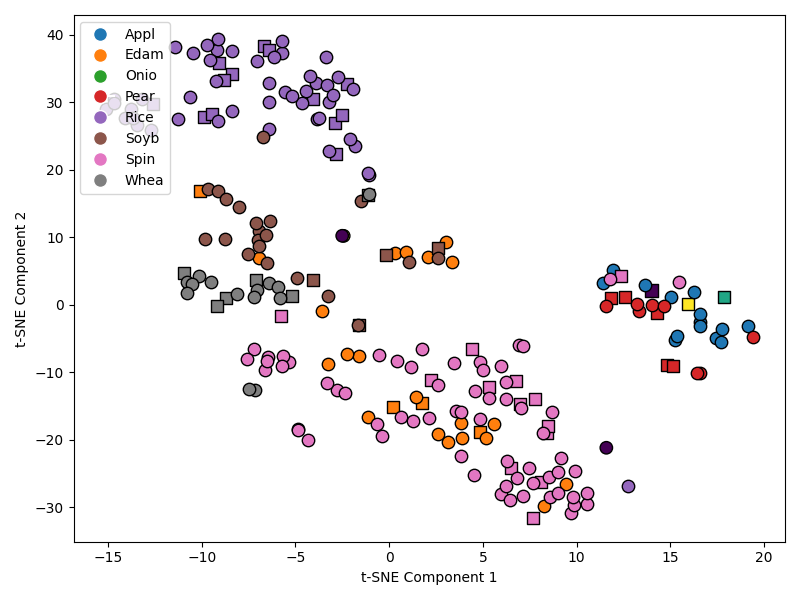 Appl
Edam
Onio
Pear
Rice
Soyb
Spin
Whea
40
30
20
10
0
−10
−20
−30
t-SNE Component 2
−15 −10 −5 0 5 10 15 20
t-SNE Component 1